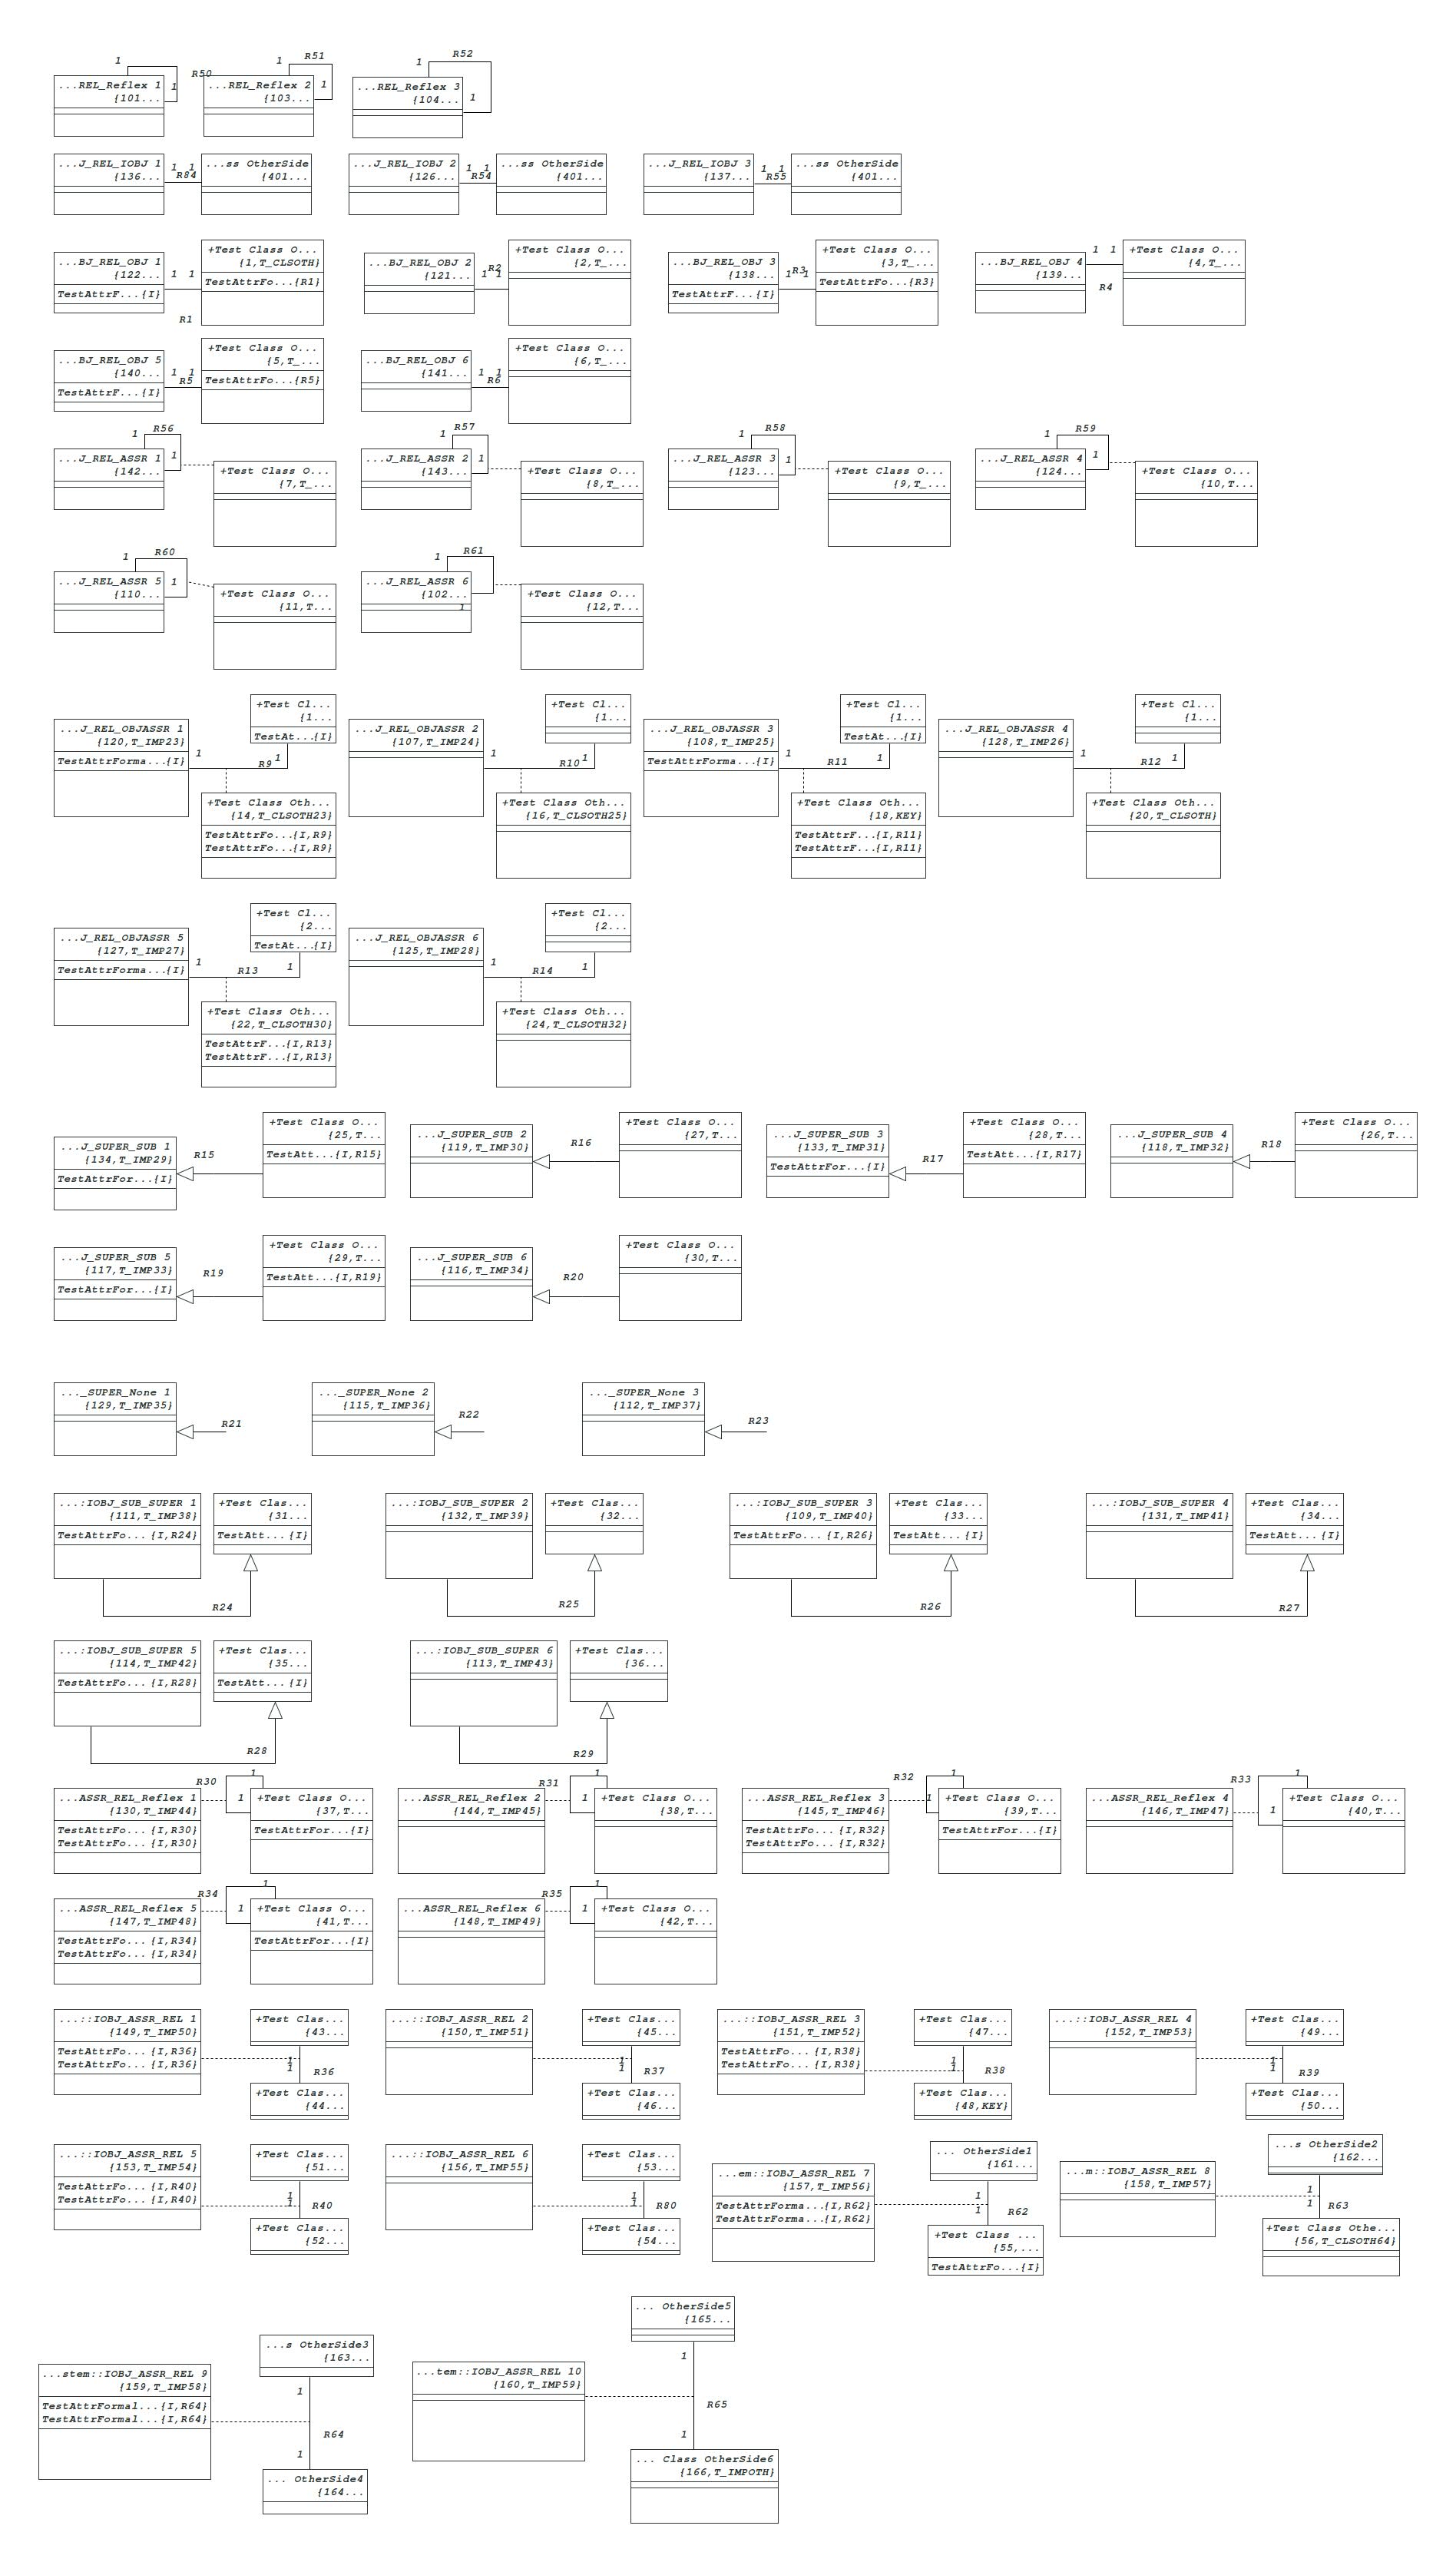 1
R50
...REL_Reflex 1
{101...
1
1
R51
...REL_Reflex 2
{103...
1
1
R52
...REL_Reflex 3
{104...
1
...J_REL_IOBJ 1
{136...
1 1
R84
...ss OtherSide
{401...
...J_REL_IOBJ 2
{126...
1 1
R54
...ss OtherSide
{401...
...J_REL_IOBJ 3
{137...
1 1
R55
...ss OtherSide
{401...
...BJ_REL_OBJ 1
{122...
TestAttrF...{I}
1 1
R1
+Test Class O...
{1,T_CLSOTH}
TestAttrFo...{R1}
...BJ_REL_OBJ 2
{121...
1 1
R2
+Test Class O...
{2,T_...
...BJ_REL_OBJ 3
{138...
TestAttrF...{I}
1 1
R3
+Test Class O...
{3,T_...
TestAttrFo...{R3}
...BJ_REL_OBJ 4
{139...
1 1
R4
+Test Class O...
{4,T_...
...BJ_REL_OBJ 5
{140...
TestAttrF...{I}
1 1
R5
+Test Class O...
{5,T_...
TestAttrFo...{R5}
...BJ_REL_OBJ 6
{141...
1 1
R6
+Test Class O...
{6,T_...
1
R56
...J_REL_ASSR 1
{142...
1
+Test Class O...
{7,T_...
1
R57
...J_REL_ASSR 2
{143...
1
+Test Class O...
{8,T_...
1
R58
...J_REL_ASSR 3
{123...
1
+Test Class O...
{9,T_...
1
R59
...J_REL_ASSR 4
{124...
1
+Test Class O...
{10,T...
1
R60
...J_REL_ASSR 5
{110...
1
+Test Class O...
{11,T...
1
R61
...J_REL_ASSR 6
{102...
1
+Test Class O...
{12,T...
...J_REL_OBJASSR 1
{120,T_IMP23}
TestAttrForma...{I}
1
R9
1
+Test Cl...
{1...
TestAt...{I}
+Test Class Oth...
{14,T_CLSOTH23}
TestAttrFo...{I,R9}
TestAttrFo...{I,R9}
...J_REL_OBJASSR 2
{107,T_IMP24}
1
R10
1
+Test Cl...
{1...
+Test Class Oth...
{16,T_CLSOTH25}
...J_REL_OBJASSR 3
{108,T_IMP25}
TestAttrForma...{I}
1
R11
1
+Test Cl...
{1...
TestAt...{I}
+Test Class Oth...
{18,KEY}
TestAttrF...{I,R11}
TestAttrF...{I,R11}
...J_REL_OBJASSR 4
{128,T_IMP26}
1
R12
1
+Test Cl...
{1...
+Test Class Oth...
{20,T_CLSOTH}
...J_REL_OBJASSR 5
{127,T_IMP27}
TestAttrForma...{I}
1
R13
1
+Test Cl...
{2...
TestAt...{I}
+Test Class Oth...
{22,T_CLSOTH30}
TestAttrF...{I,R13}
TestAttrF...{I,R13}
...J_REL_OBJASSR 6
{125,T_IMP28}
1
R14
1
+Test Cl...
{2...
+Test Class Oth...
{24,T_CLSOTH32}
...J_SUPER_SUB 1
{134,T_IMP29}
TestAttrFor...{I}
R15
+Test Class O...
{25,T...
TestAtt...{I,R15}
...J_SUPER_SUB 2
{119,T_IMP30}
R16
+Test Class O...
{27,T...
...J_SUPER_SUB 3
{133,T_IMP31}
TestAttrFor...{I}
R17
+Test Class O...
{28,T...
TestAtt...{I,R17}
...J_SUPER_SUB 4
{118,T_IMP32}
R18
+Test Class O...
{26,T...
...J_SUPER_SUB 5
{117,T_IMP33}
TestAttrFor...{I}
R19
+Test Class O...
{29,T...
TestAtt...{I,R19}
...J_SUPER_SUB 6
{116,T_IMP34}
R20
+Test Class O...
{30,T...
..._SUPER_None 1
{129,T_IMP35}
R21
..._SUPER_None 2
{115,T_IMP36}
R22
..._SUPER_None 3
{112,T_IMP37}
R23
...:IOBJ_SUB_SUPER 1
{111,T_IMP38}
TestAttrFo...{I,R24}
+Test Clas...
{31...
TestAtt...{I}
R24
...:IOBJ_SUB_SUPER 2
{132,T_IMP39}
+Test Clas...
{32...
R25
...:IOBJ_SUB_SUPER 3
{109,T_IMP40}
TestAttrFo...{I,R26}
+Test Clas...
{33...
TestAtt...{I}
R26
...:IOBJ_SUB_SUPER 4
{131,T_IMP41}
+Test Clas...
{34...
TestAtt...{I}
R27
...:IOBJ_SUB_SUPER 5
{114,T_IMP42}
TestAttrFo...{I,R28}
+Test Clas...
{35...
TestAtt...{I}
R28
...:IOBJ_SUB_SUPER 6
{113,T_IMP43}
+Test Clas...
{36...
R29
R30
1
...ASSR_REL_Reflex 1
{130,T_IMP44}
TestAttrFo...{I,R30}
TestAttrFo...{I,R30}
1
+Test Class O...
{37,T...
TestAttrFor...{I}
R31
1
...ASSR_REL_Reflex 2
{144,T_IMP45}
1
+Test Class O...
{38,T...
R32
1
...ASSR_REL_Reflex 3
{145,T_IMP46}
TestAttrFo...{I,R32}
TestAttrFo...{I,R32}
1
+Test Class O...
{39,T...
TestAttrFor...{I}
R33
1
...ASSR_REL_Reflex 4
{146,T_IMP47}
1
+Test Class O...
{40,T...
R34
1
...ASSR_REL_Reflex 5
{147,T_IMP48}
TestAttrFo...{I,R34}
TestAttrFo...{I,R34}
1
+Test Class O...
{41,T...
TestAttrFor...{I}
R35
1
...ASSR_REL_Reflex 6
{148,T_IMP49}
1
+Test Class O...
{42,T...
...::IOBJ_ASSR_REL 1
{149,T_IMP50}
TestAttrFo...{I,R36}
TestAttrFo...{I,R36}
+Test Clas...
{43...
1
1
R36
+Test Clas...
{44...
...::IOBJ_ASSR_REL 2
{150,T_IMP51}
+Test Clas...
{45...
1
1
R37
+Test Clas...
{46...
...::IOBJ_ASSR_REL 3
{151,T_IMP52}
TestAttrFo...{I,R38}
TestAttrFo...{I,R38}
+Test Clas...
{47...
1
1
R38
+Test Clas...
{48,KEY}
...::IOBJ_ASSR_REL 4
{152,T_IMP53}
+Test Clas...
{49...
1
1
R39
+Test Clas...
{50...
...::IOBJ_ASSR_REL 5
{153,T_IMP54}
TestAttrFo...{I,R40}
TestAttrFo...{I,R40}
+Test Clas...
{51...
1
1
R40
+Test Clas...
{52...
...::IOBJ_ASSR_REL 6
{156,T_IMP55}
+Test Clas...
{53...
1
1
R80
+Test Clas...
{54...
...em::IOBJ_ASSR_REL 7
{157,T_IMP56}
TestAttrForma...{I,R62}
TestAttrForma...{I,R62}
... OtherSide1
{161...
1
1
R62
+Test Class ...
{55,...
TestAttrFo...{I}
...m::IOBJ_ASSR_REL 8
{158,T_IMP57}
...s OtherSide2
{162...
1
1
R63
+Test Class Othe...
{56,T_CLSOTH64}
...stem::IOBJ_ASSR_REL 9
{159,T_IMP58}
TestAttrFormal...{I,R64}
TestAttrFormal...{I,R64}
...s OtherSide3
{163...
1
R64
1
... OtherSide4
{164...
...tem::IOBJ_ASSR_REL 10
{160,T_IMP59}
... OtherSide5
{165...
1
R65
1
... Class OtherSide6
{166,T_IMPOTH}